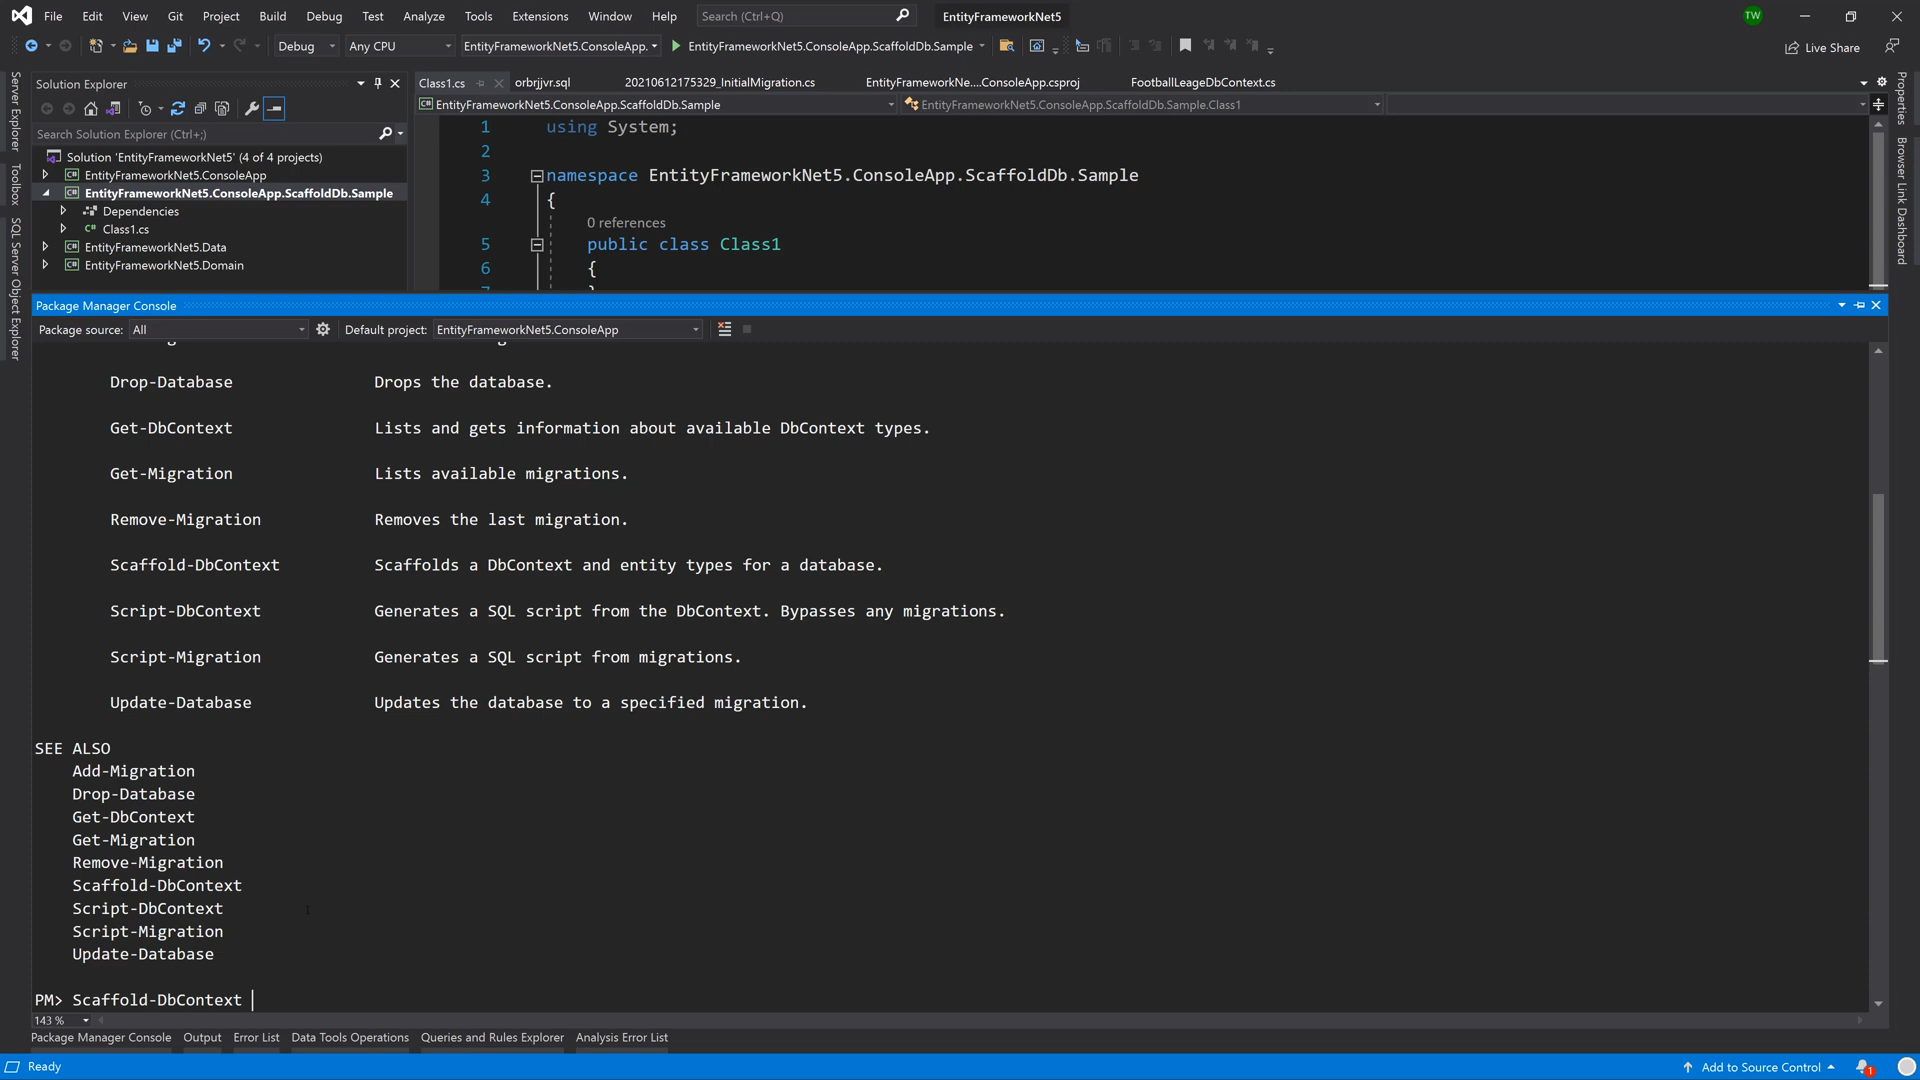 File Edit View Git Project Build Debug Test Analyze Tools Extensions Window Help Search (Ctrl+Q) EntityFrameworkNet5 TW
Debug Any CPU EntityFrameworkNet5.ConsoleApp. EntityFrameworkNet5.ConsoleApp.ScaffoldDb.Sample Live Share
Server Explorer
Toolbox
SQL Server Object Explorer
Solution Explorer
Search Solution Explorer (Ctrl+;)
Solution 'EntityFrameworkNet5' (4 of 4 projects)
EntityFrameworkNet5.ConsoleApp
EntityFrameworkNet5.ConsoleApp.ScaffoldDb.Sample
Dependencies
Class1.cs
EntityFrameworkNet5.Data
EntityFrameworkNet5.Domain
Class1.cs orbrjjvr.sql 20210612175329_InitialMigration.cs EntityFrameworkNe....ConsoleApp.csproj FootballLeageDbContext.cs
EntityFrameworkNet5.ConsoleApp.ScaffoldDb.Sample EntityFrameworkNet5.ConsoleApp.ScaffoldDb.Sample.Class1
1 using System;
2
3 namespace EntityFrameworkNet5.ConsoleApp.ScaffoldDb.Sample
4 {
0 references
5 public class Class1
6 {
Properties
Browser Link Dashboard
Package Manager Console
Package source: All Default project: EntityFrameworkNet5.ConsoleApp
Drop-Database Drops the database.
Get-DbContext Lists and gets information about available DbContext types.
Get-Migration Lists available migrations.
Remove-Migration Removes the last migration.
Scaffold-DbContext Scaffolds a DbContext and entity types for a database.
Script-DbContext Generates a SQL script from the DbContext. Bypasses any migrations.
Script-Migration Generates a SQL script from migrations.
Update-Database Updates the database to a specified migration.
SEE ALSO
Add-Migration
Drop-Database
Get-DbContext
Get-Migration
Remove-Migration
Scaffold-DbContext
Script-DbContext
Script-Migration
Update-Database
PM> Scaffold-DbContext
143 %
Package Manager Console Output Error List Data Tools Operations Queries and Rules Explorer Analysis Error List
Ready Add to Source Control 1